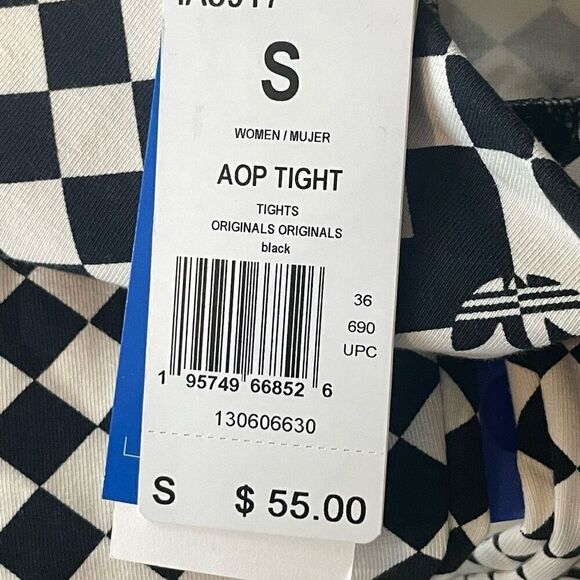 S
WOMEN / MUJER
AOP TIGHT
TIGHTS
ORIGINALS ORIGINALS
black
36
690
UPC
1 95749 66852 6
130606630
S $ 55.00